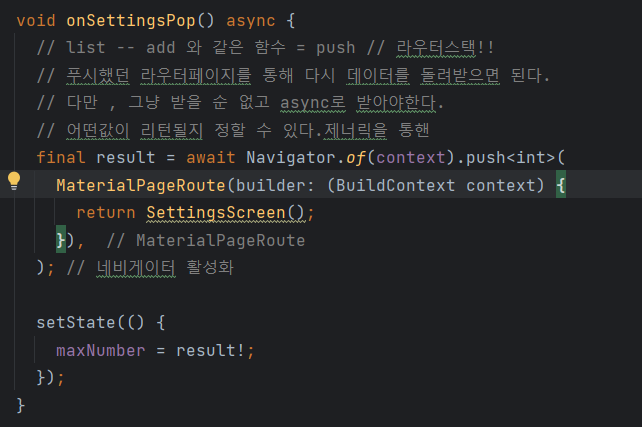 void onSettingsPop() async {
// list -- add 와 같은 함수 = push // 라우터스택!!
// 푸시했던 라우터페이지를 통해 다시 데이터를 돌려받으면 된다.
// 다만 , 그냥 받을 순 없고 async로 받아야한다.
// 어떤값이 리턴될지 정할 수 있다.제너릭을 통핸
final result = await Navigator.of(context).push<int>(
MaterialPageRoute(builder: (BuildContext context) {
return SettingsScreen();
}), // MaterialPageRoute
); // 네비게이터 활성화
setState(() {
maxNumber = result!;
});
}